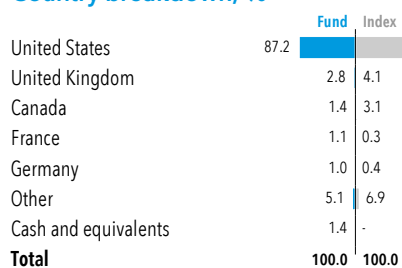 Fund Index
United States 87.2
United Kingdom 2.8 4.1
Canada 1.4 3.1
France 1.1 0.3
Germany 1.0 0.4
Other 5.1 6.9
Cash and equivalents 1.4 -
Total 100.0 100.0